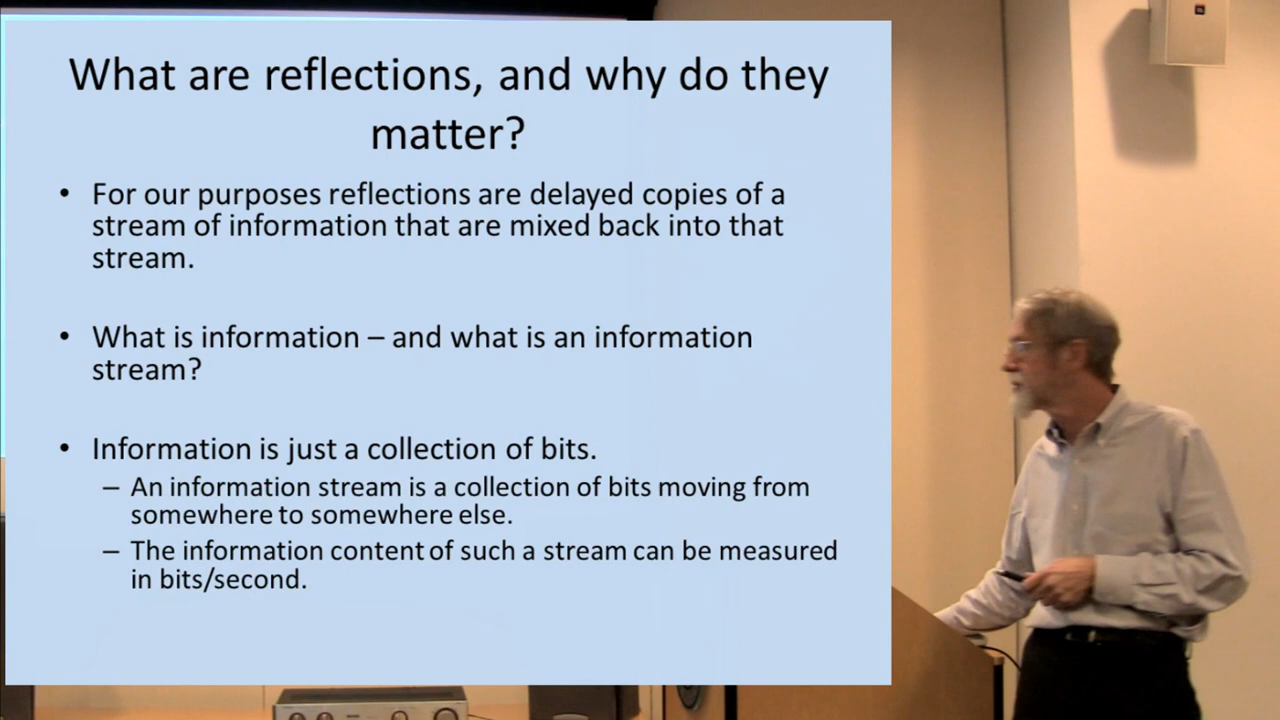 What are reflections, and why do they
matter?
• For our purposes reflections are delayed copies of a
stream of information that are mixed back into that
stream.
• What is information – and what is an information
stream?
• Information is just a collection of bits.
– An information stream is a collection of bits moving from
somewhere to somewhere else.
– The information content of such a stream can be measured
in bits/second.